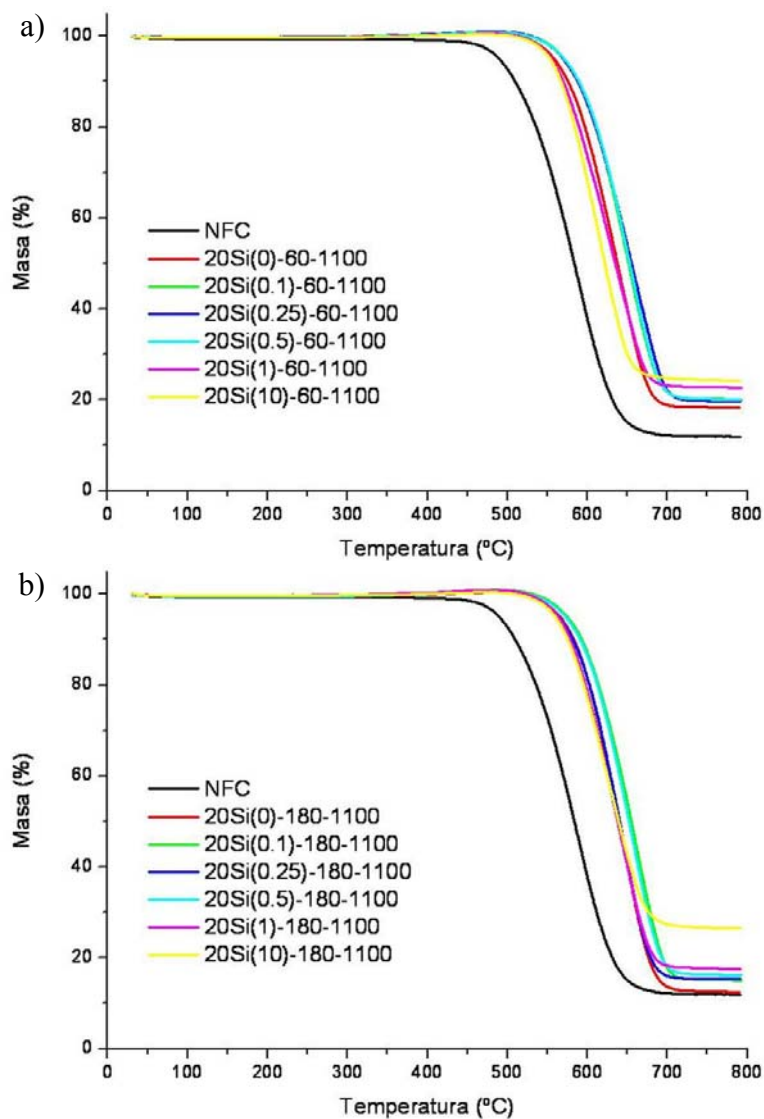 a)
100
80
60
40
20
0
Masa (%)
NFC
20Si(0)-60-1100
20Si(0.1)-60-1100
20Si(0.25)-60-1100
20Si(0.5)-60-1100
20Si(1)-60-1100
20Si(10)-60-1100
0 100 200 300 400 500 600 700 800
Temperatura (ºC)
b)
100
80
60
40
20
0
Masa (%)
NFC
20Si(0)-180-1100
20Si(0.1)-180-1100
20Si(0.25)-180-1100
20Si(0.5)-180-1100
20Si(1)-180-1100
20Si(10)-180-1100
0 100 200 300 400 500 600 700 800
Temperatura (ºC)